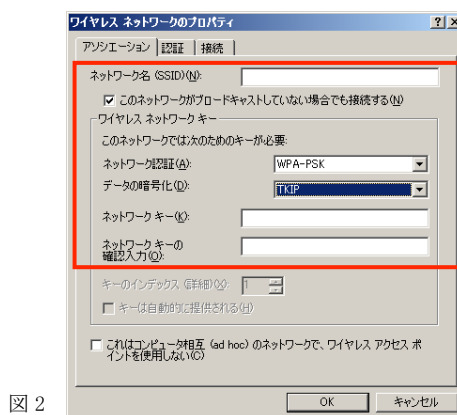 ワイヤレス ネットワークのプロパティ
アソシエーション 認証 接続
ネットワーク名 (SSID)(N):
このネットワークがブロードキャストしていない場合でも接続する(N)
ワイヤレス ネットワーク キー
このネットワークでは次のためのキーが必要:
ネットワーク認証(A): WPA-PSK
データの暗号化(D): TKIP
ネットワーク キー(K):
ネットワーク キーの
確認入力(O):
キーのインデックス (詳細)(X): 1
キーは自動的に提供される(H)
これはコンピュータ相互 (ad hoc) のネットワークで、ワイヤレス アクセス ポ
イントを使用しない(C)
OK キャンセル
図 2